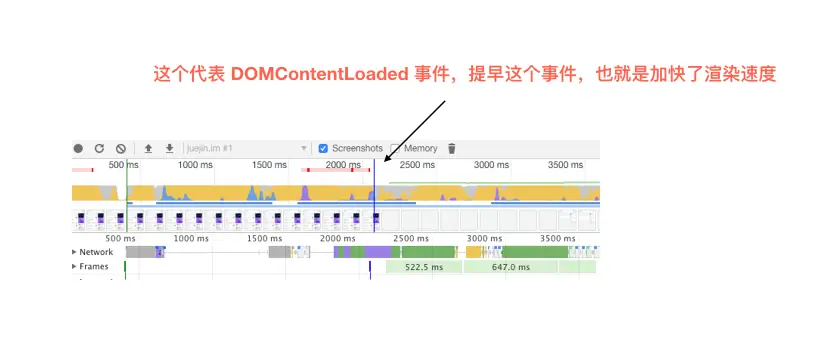 这个代表 DOMContentLoaded 事件，提早这个事件，也就是加快了渲染速度
juejin.im #1 Screenshots Memory
500 ms 1000 ms 1500 ms 2000 ms 2500 ms 3000 ms 3500 ms
500 ms 1000 ms 1500 ms 2000 ms 2500 ms 3000 ms 3500 ms
Network
Frames 522.5 ms 647.0 ms